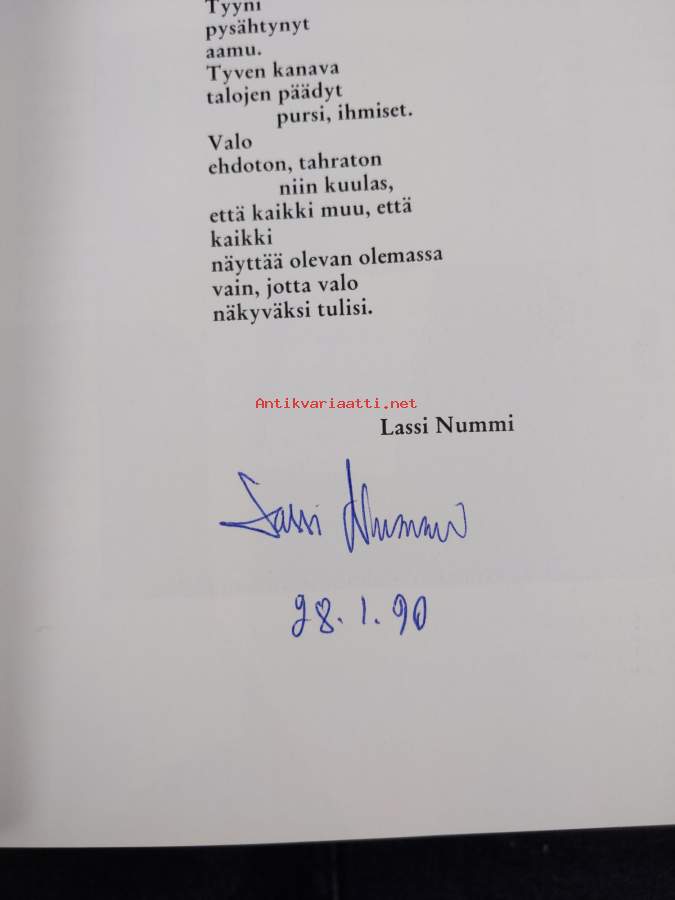 Tyyni
pysähtynyt
aamu.
Tyven kanava
talojen päädyt
pursi, ihmiset.
Valo
ehdoton, tahraton
niin kuulas,
että kaikki muu, että
kaikki
näyttää olevan olemassa
vain, jotta valo
näkyväksi tulisi.
Antikvariaatti.net
Lassi Nummi
Lassi Nummi
28.1.90